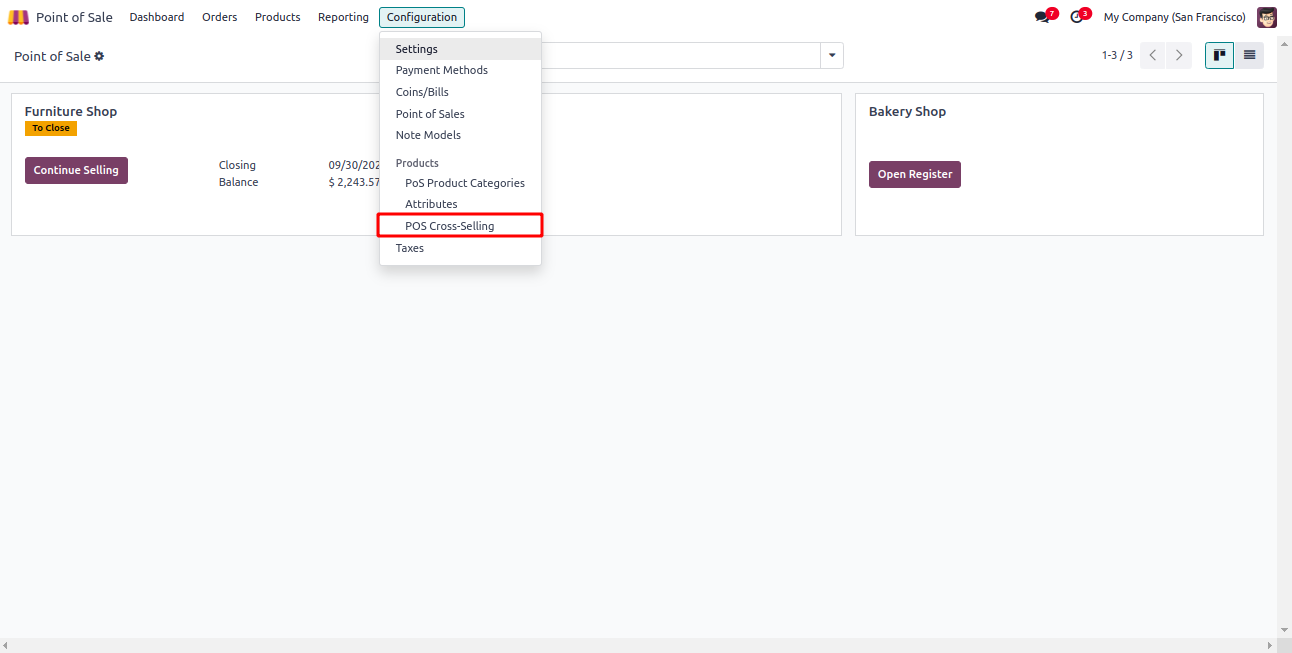 Point of Sale Dashboard Orders Products Reporting Configuration 7 3 My Company (San Francisco)
Point of Sale 1-3 / 3
Settings
Payment Methods
Coins/Bills
Point of Sales
Note Models
Products
PoS Product Categories
Attributes
POS Cross-Selling
Taxes
Furniture Shop
To Close
Continue Selling
Closing 09/30/202
Balance $ 2,243.57
Bakery Shop
Open Register